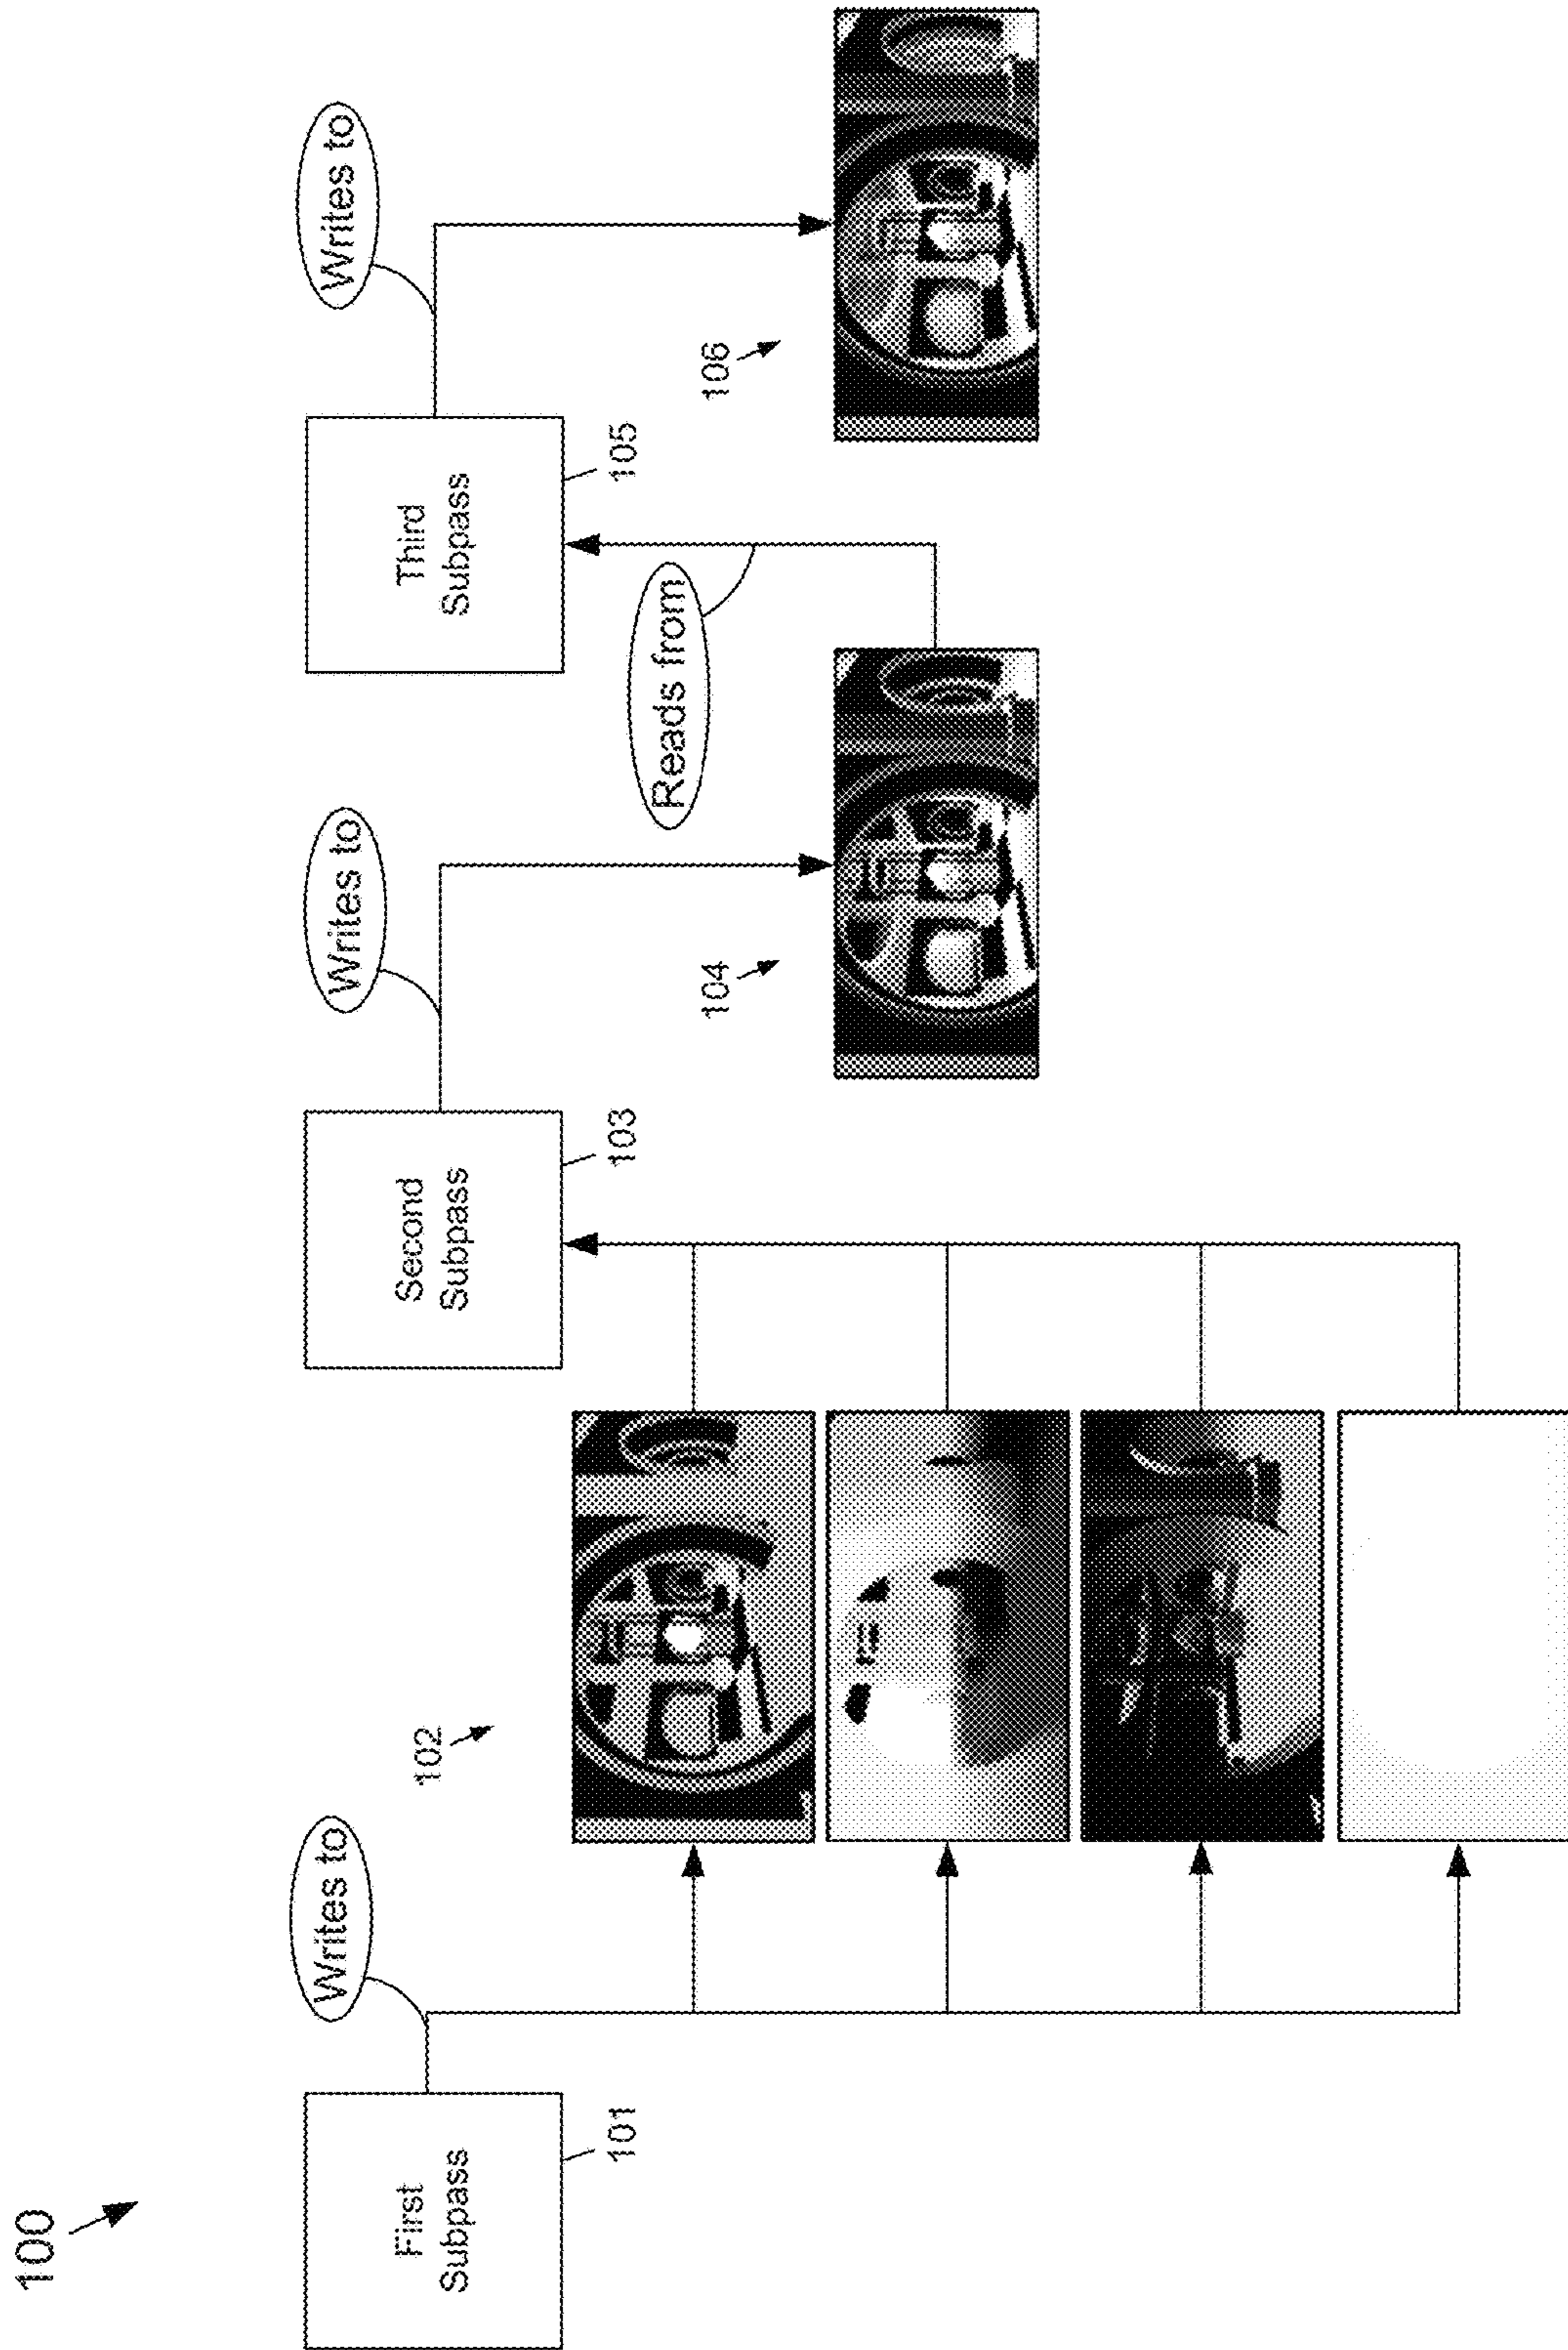 100
First
Subpass
101
Writes to
102
Second
Subpass
103
Writes to
104
Reads from
Third
Subpass
105
Writes to
106